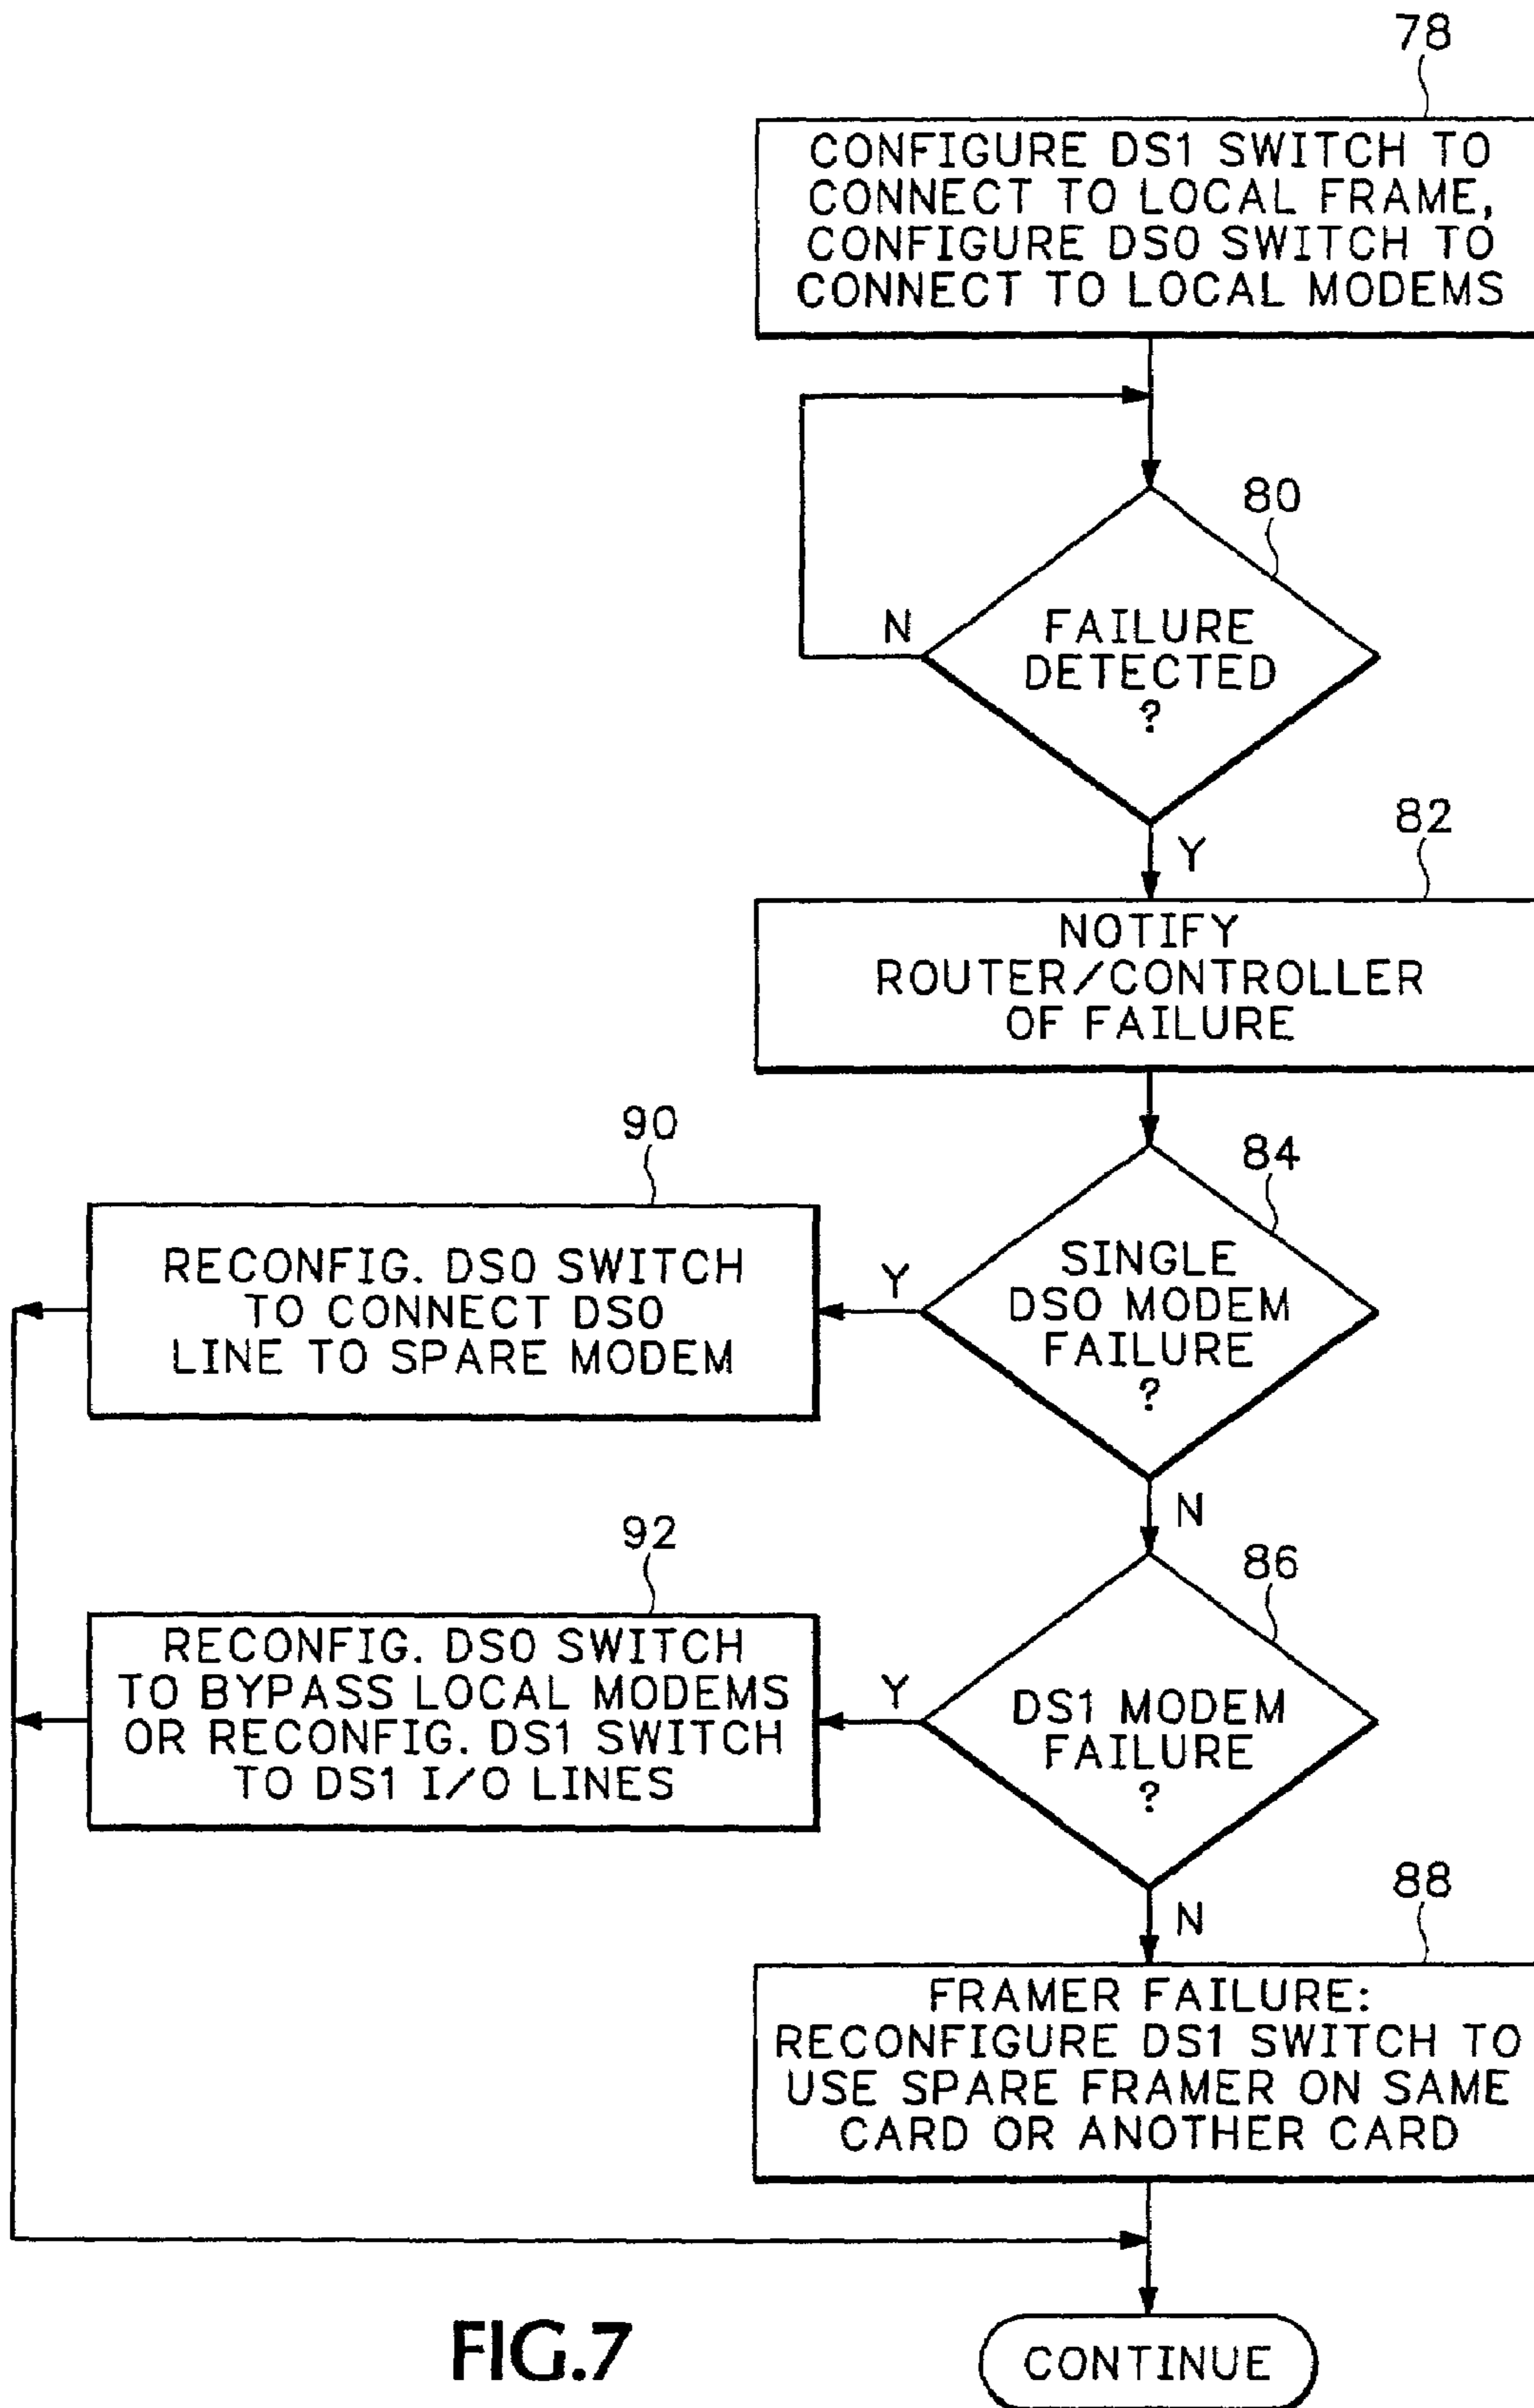 78
CONFIGURE DS1 SWITCH TO
CONNECT TO LOCAL FRAME,
CONFIGURE DS0 SWITCH TO
CONNECT TO LOCAL MODEMS
80
N
FAILURE
DETECTED
?
Y
82
NOTIFY
ROUTER/CONTROLLER
OF FAILURE
90
84
RECONFIG. DS0 SWITCH
TO CONNECT DS0
LINE TO SPARE MODEM
Y
SINGLE
DS0 MODEM
FAILURE
?
N
92
86
RECONFIG. DS0 SWITCH
TO BYPASS LOCAL MODEMS
OR RECONFIG. DS1 SWITCH
TO DS1 I/O LINES
Y
DS1 MODEM
FAILURE
?
N
88
FRAMER FAILURE:
RECONFIGURE DS1 SWITCH TO
USE SPARE FRAMER ON SAME
CARD OR ANOTHER CARD
FIG.7
CONTINUE